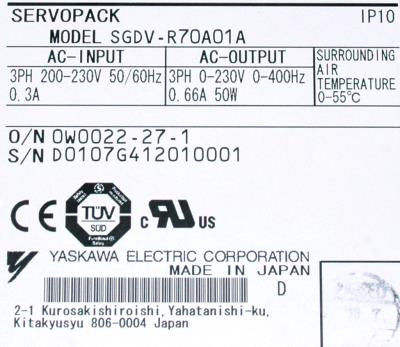 SERVOPACK IP10
MODEL SGDV-R70A01A
AC-INPUT AC-OUTPUT SURROUNDING
AIR
TEMPERATURE
0-55℃
3PH 200-230V 50/60Hz 3PH 0-230V 0-400Hz
0.3A 0.66A 50W
O/N 0W0022-27-1
S/N D0107G412010001
CE TÜV SÜD c RU US
YASKAWA ELECTRIC CORPORATION
MADE IN JAPAN
D
2-1 Kurosakishiroishi,Yahatanishi-ku,
Kitakyusyu 806-0004 Japan